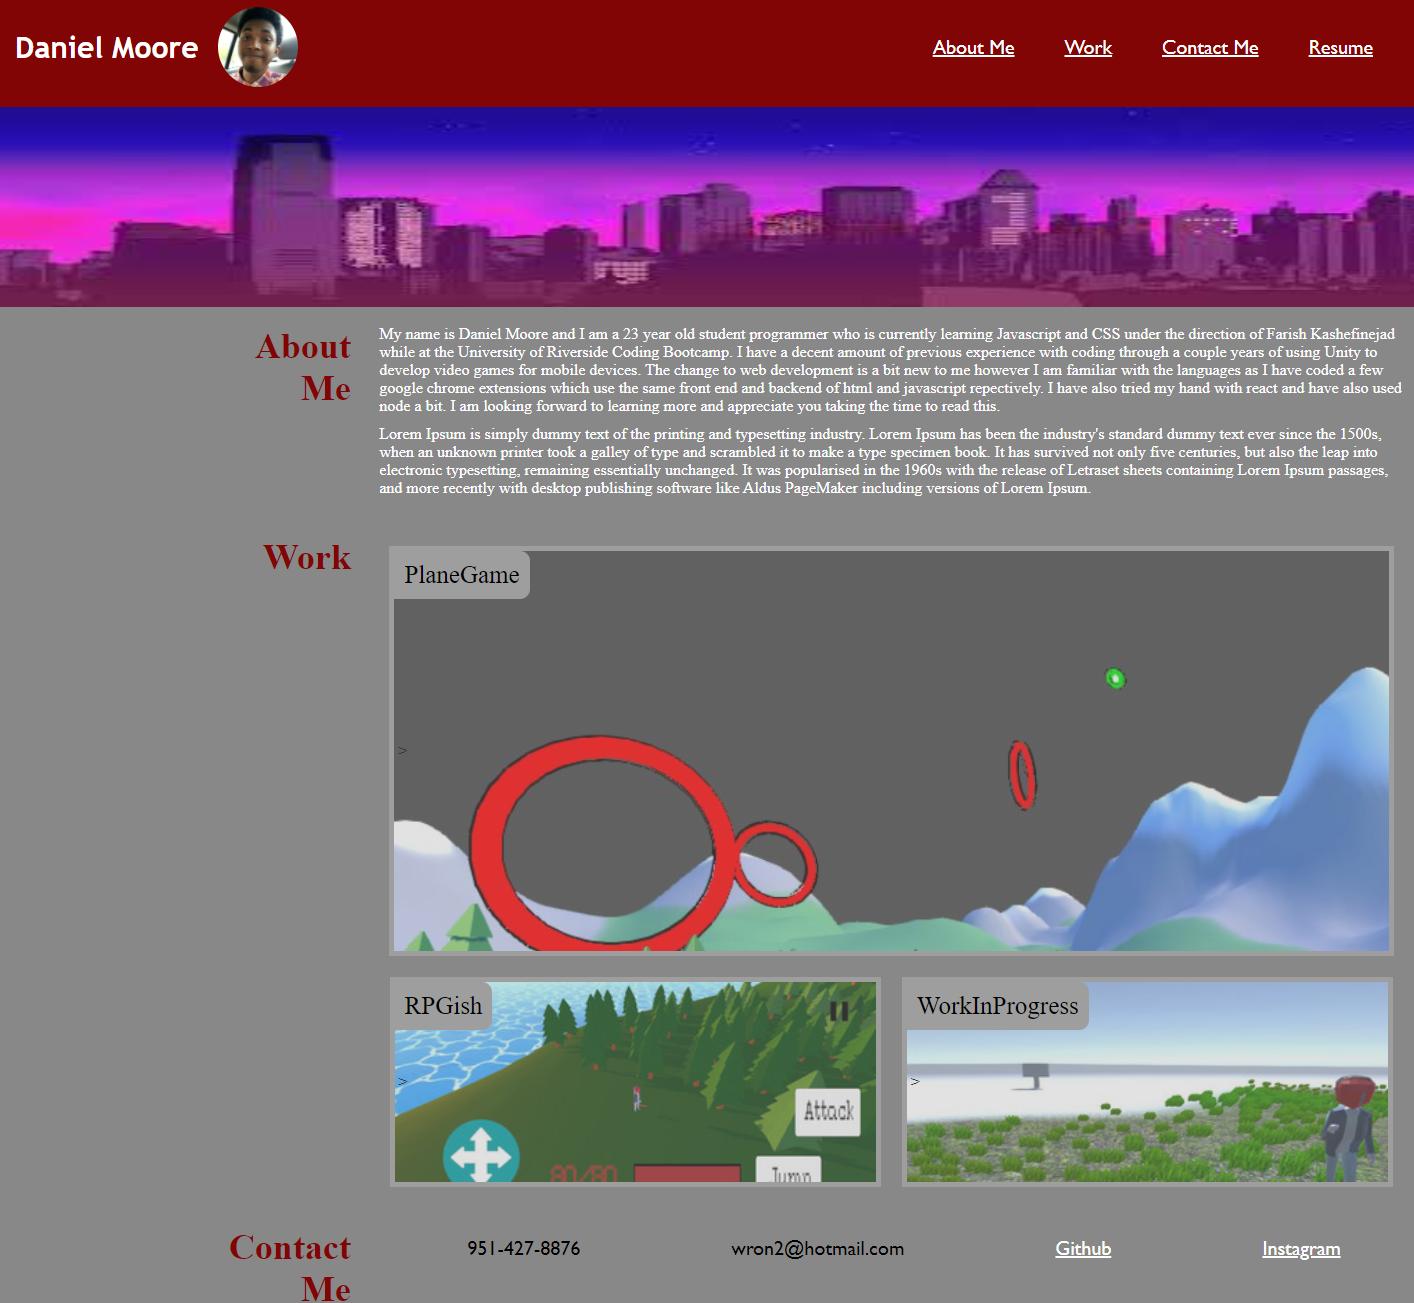 Daniel Moore
About Me
Work
Contact Me
Resume
About
Me
My name is Daniel Moore and I am a 23 year old student programmer who is currently learning Javascript and CSS under the direction of Farish Kashefinejad
while at the University of Riverside Coding Bootcamp. I have a decent amount of previous experience with coding through a couple years of using Unity to
develop video games for mobile devices. The change to web development is a bit new to me however I am familiar with the languages as I have coded a few
google chrome extensions which use the same front end and backend of html and javascript repectively. I have also tried my hand with react and have also used
node a bit. I am looking forward to learning more and appreciate you taking the time to read this.
Lorem Ipsum is simply dummy text of the printing and typesetting industry. Lorem Ipsum has been the industry's standard dummy text ever since the 1500s,
when an unknown printer took a galley of type and scrambled it to make a type specimen book. It has survived not only five centuries, but also the leap into
electronic typesetting, remaining essentially unchanged. It was popularised in the 1960s with the release of Letraset sheets containing Lorem Ipsum passages,
and more recently with desktop publishing software like Aldus PageMaker including versions of Lorem Ipsum.
Work
PlaneGame
>
RPGish
>
Attack
80/80
Jump
WorkInProgress
>
Contact
Me
951-427-8876
wron2@hotmail.com
Github
Instagram